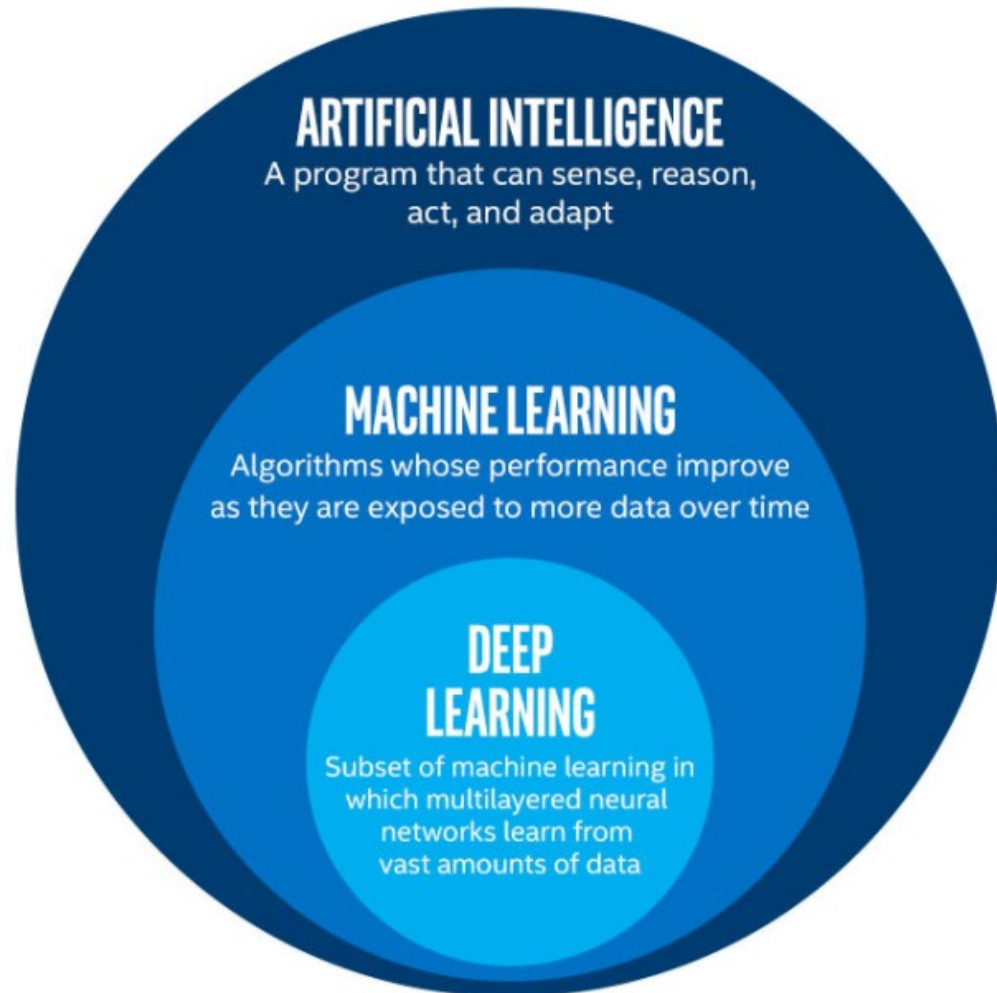 ARTIFICIAL INTELLIGENCE
A program that can sense, reason,
act, and adapt
MACHINE LEARNING
Algorithms whose performance improve
as they are exposed to more data over time
DEEP
LEARNING
Subset of machine learning in
which multilayered neural
networks learn from
vast amounts of data